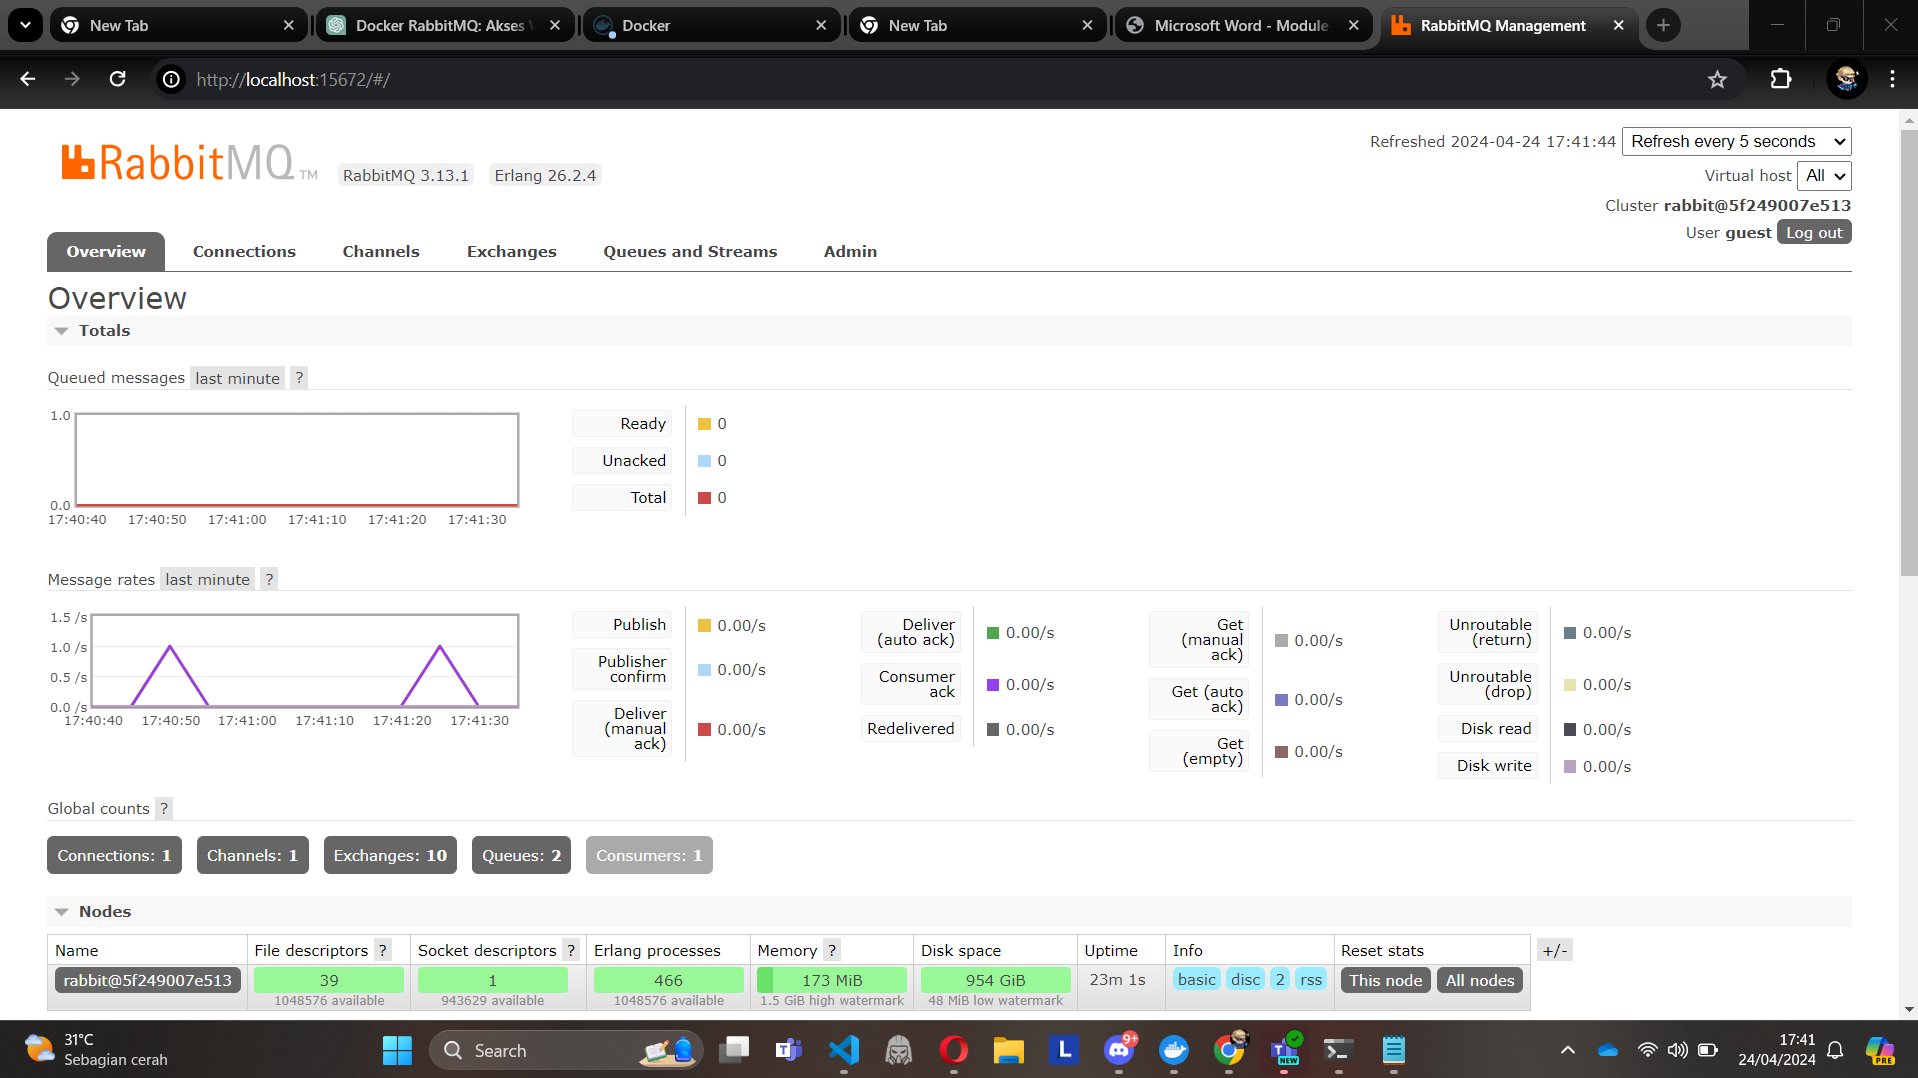 New Tab
Docker RabbitMQ: Akses
Docker
New Tab
Microsoft Word - Module
RabbitMQ Management
http://localhost:15672/#/
RabbitMQ TM
RabbitMQ 3.13.1 Erlang 26.2.4
Refreshed 2024-04-24 17:41:44 Refresh every 5 seconds
Virtual host All
Cluster rabbit@5f249007e513
User guest Log out
Overview Connections Channels Exchanges Queues and Streams Admin
Overview
Totals
Queued messages last minute ?
1.0
0.0
17:40:40 17:40:50 17:41:00 17:41:10 17:41:20 17:41:30
Ready 0
Unacked 0
Total 0
Message rates last minute ?
1.5 /s
1.0 /s
0.5 /s
0.0 /s
17:40:40 17:40:50 17:41:00 17:41:10 17:41:20 17:41:30
Publish 0.00/s
Publisher
confirm 0.00/s
Deliver
(manual
ack) 0.00/s
Deliver
(auto ack) 0.00/s
Consumer
ack 0.00/s
Redelivered 0.00/s
Get
(manual
ack) 0.00/s
Get (auto
ack) 0.00/s
Get
(empty) 0.00/s
Unroutable
(return) 0.00/s
Unroutable
(drop) 0.00/s
Disk read 0.00/s
Disk write 0.00/s
Global counts ?
Connections: 1 Channels: 1 Exchanges: 10 Queues: 2 Consumers: 1
Nodes
Name File descriptors ? Socket descriptors ? Erlang processes Memory ? Disk space Uptime Info Reset stats +/-
rabbit@5f249007e513 39 1 466 173 MiB 954 GiB 23m 1s basic disc 2 rss This node All nodes
1048576 available 943629 available 1048576 available 1.5 GiB high watermark 48 MiB low watermark
31°C
Sebagian cerah
Search
L
9+
NEW
17:41
24/04/2024
PRE